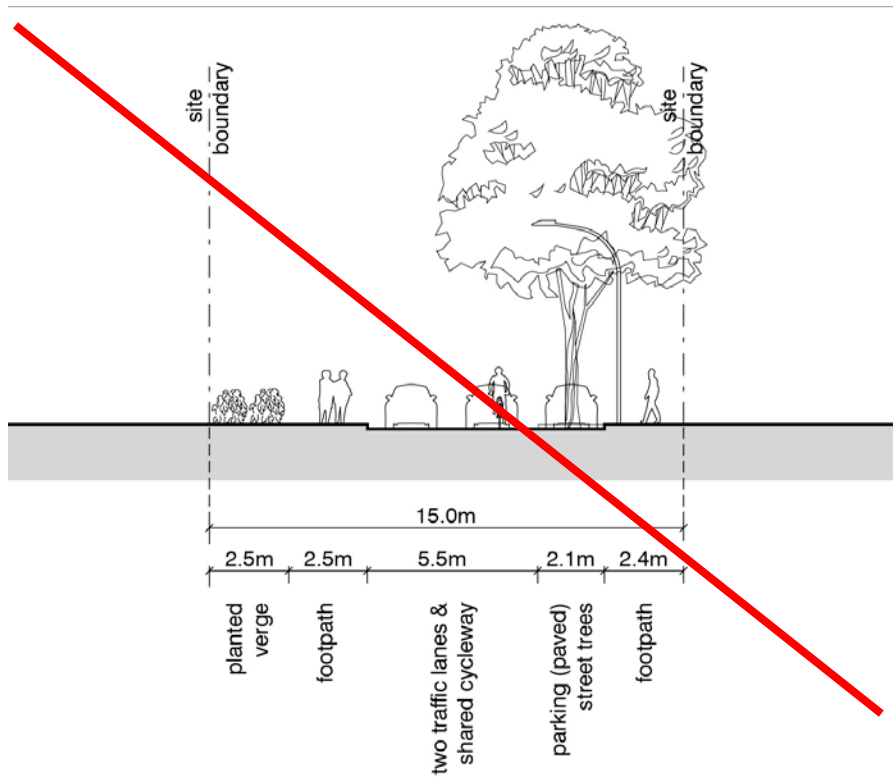 site
boundary
site
boundary
15.0m
2.5m
2.5m
5.5m
2.1m
2.4m
planted
verge
footpath
two traffic lanes &
shared cycleway
parking (paved)
street trees
footpath